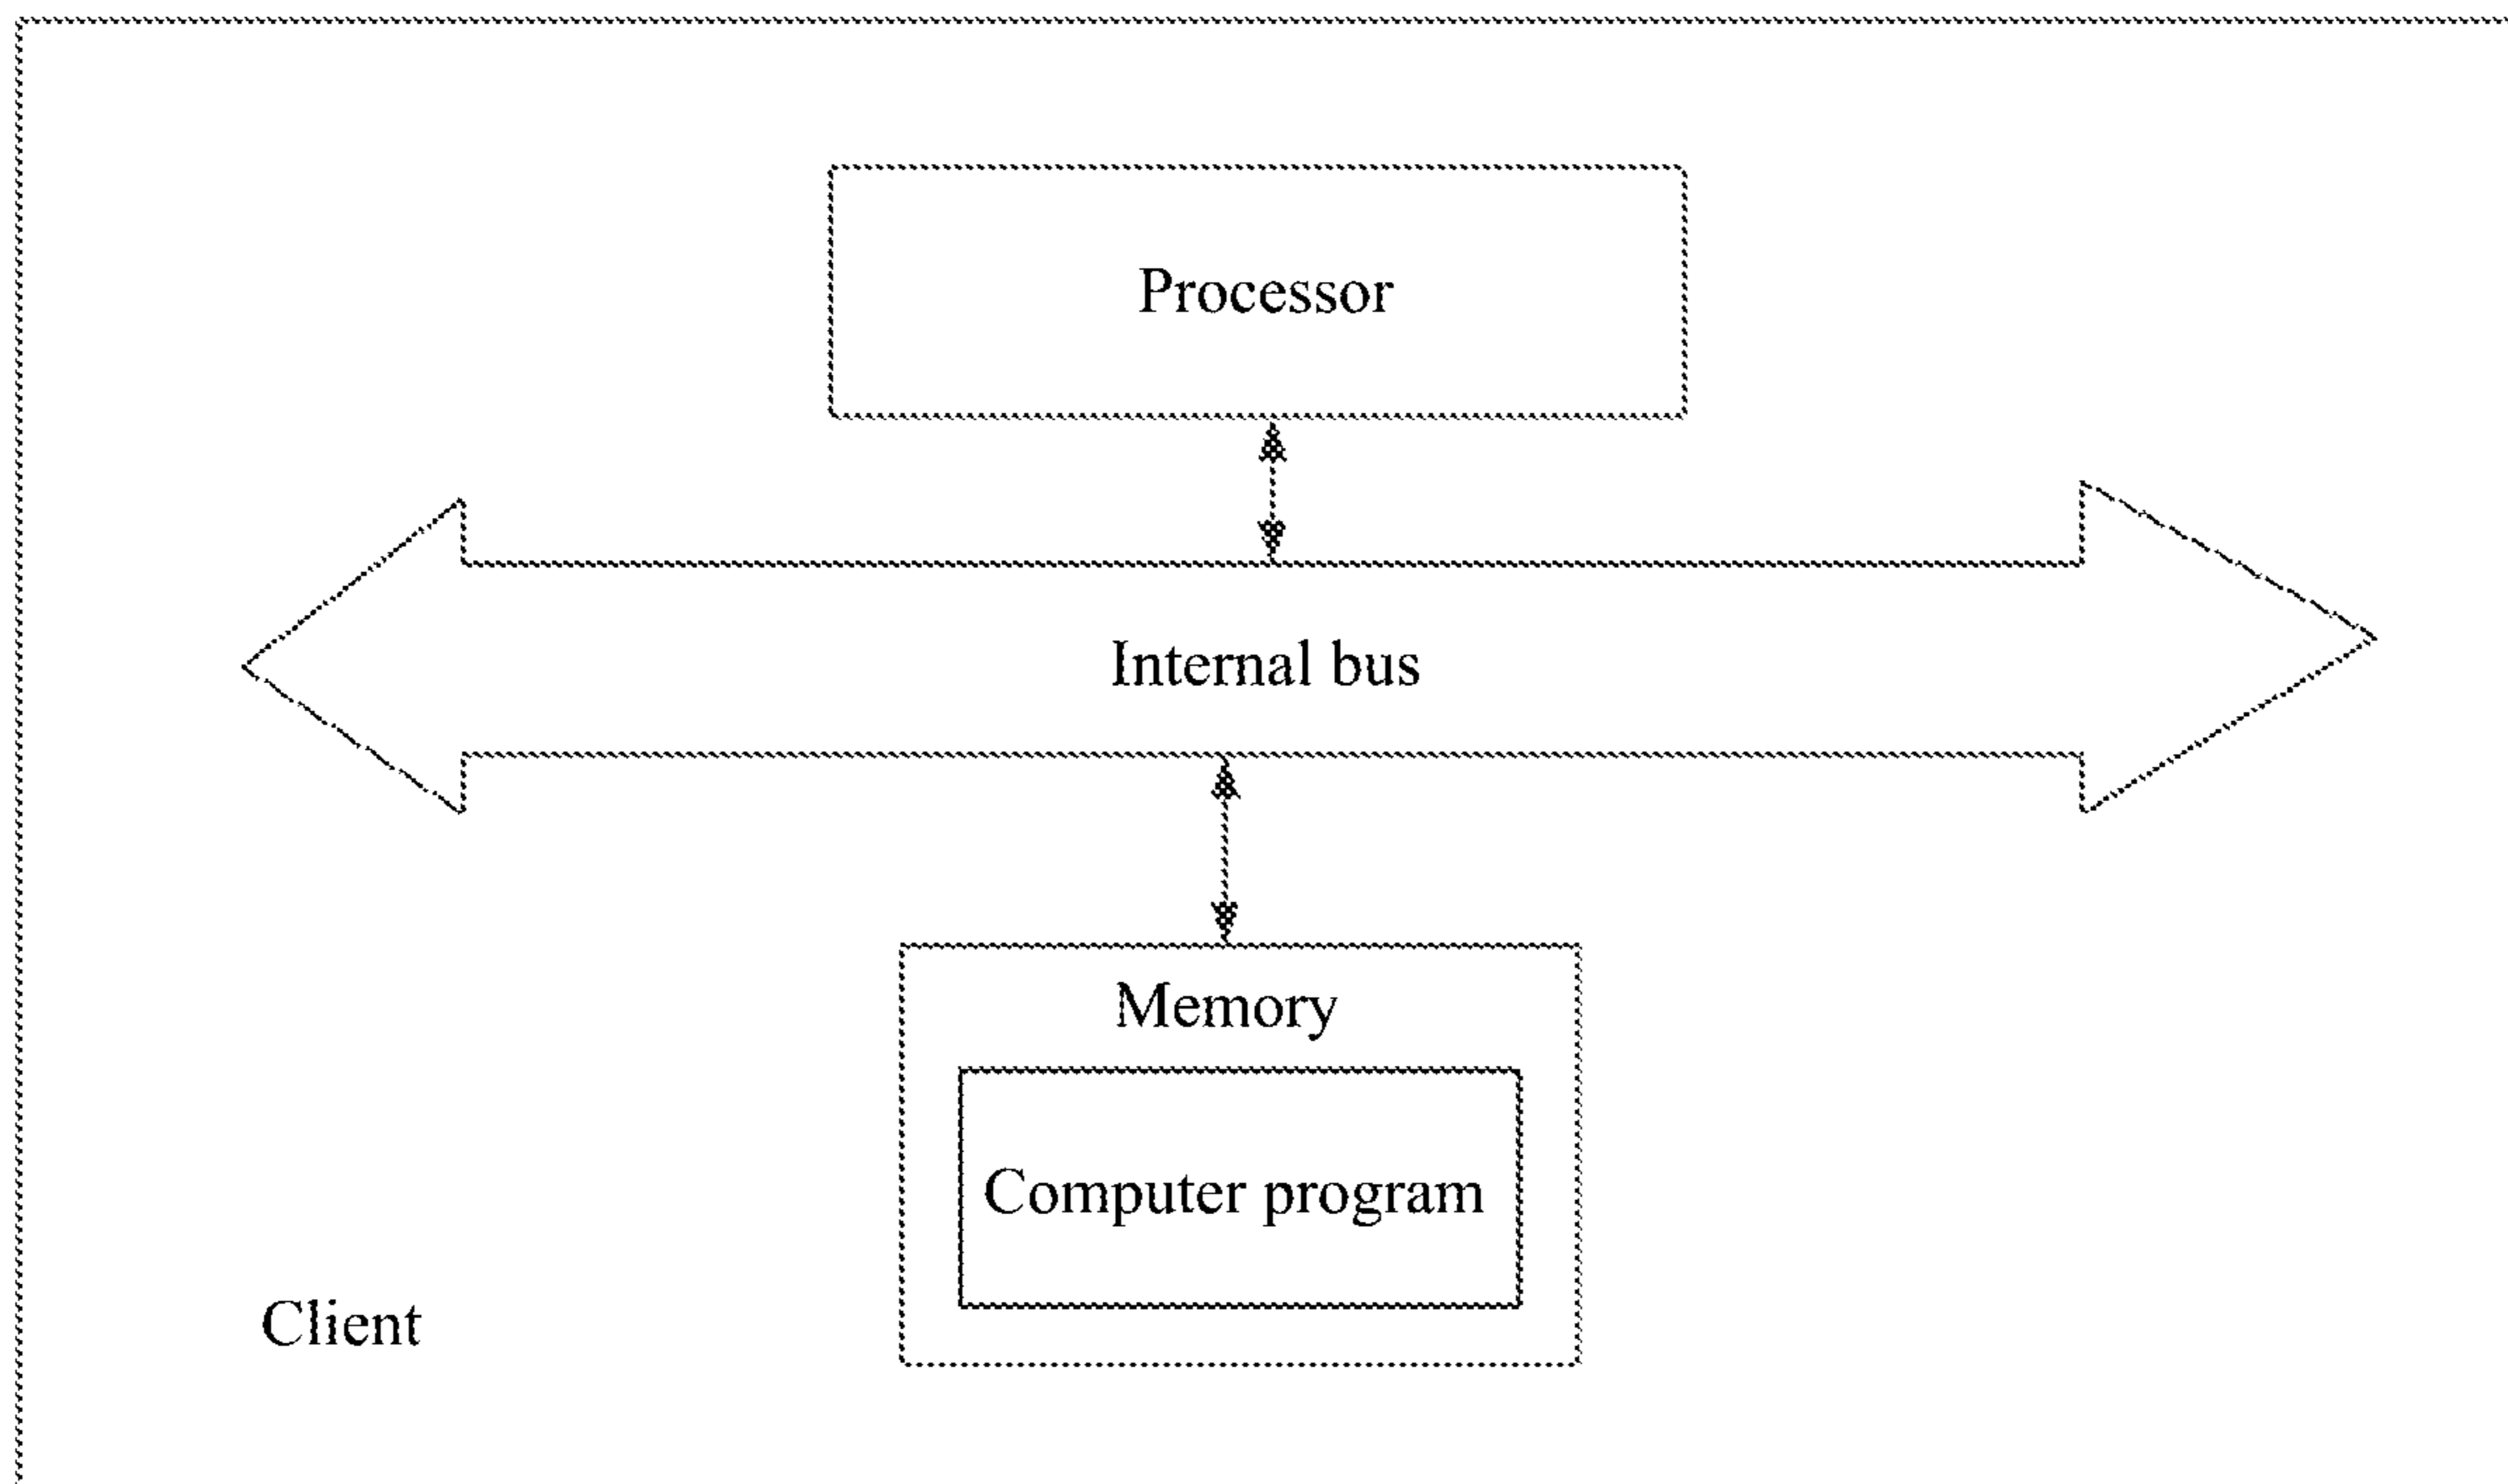 Processor
Internal bus
Memory
Computer program
Client